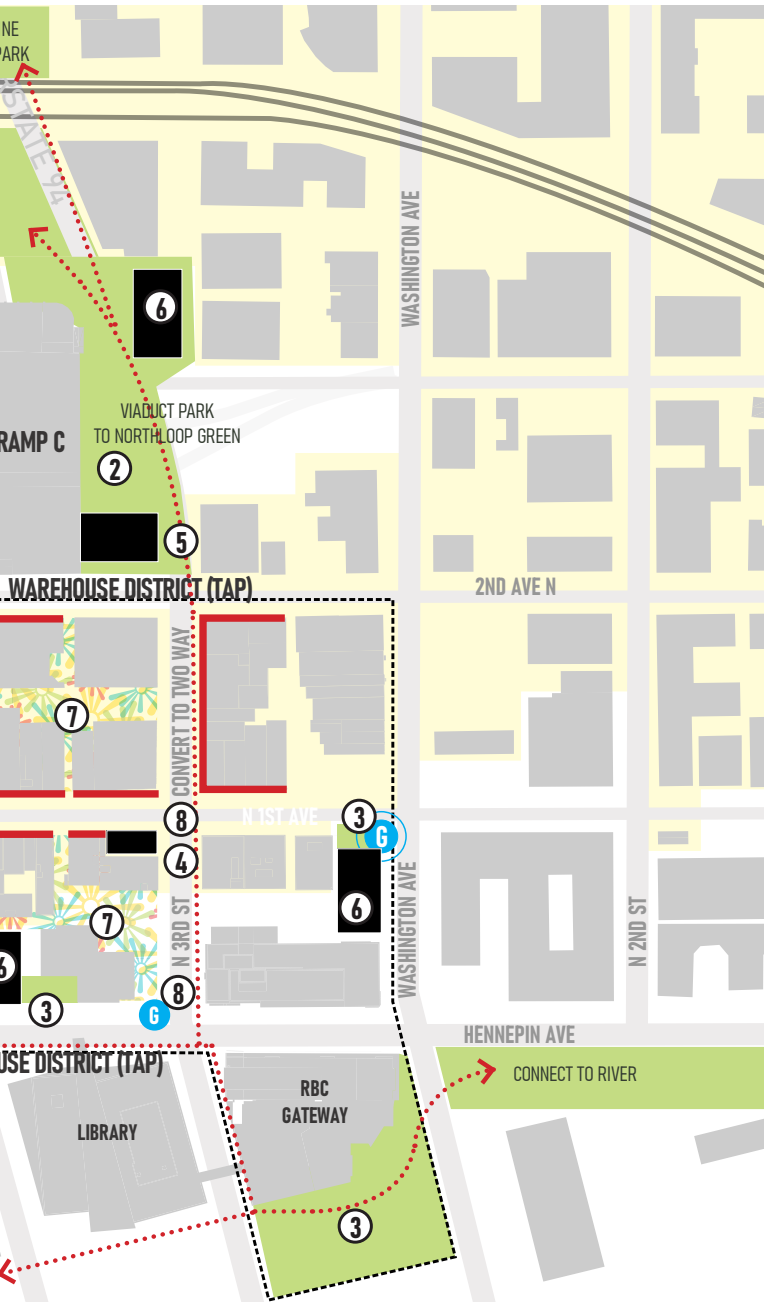 NE
PARK
STATE 94
WASHINGTON AVE
6
VIADUCT PARK
TO NORTHLOOP GREEN
RAMP C
2
5
WAREHOUSE DISTRICT (TAP)
2ND AVE N
CONVERT TO TWO WAY
7
8
N 1ST AVE
3
G
4
WASHINGTON AVE
6
7
N 3RD ST
N 2ND ST
6
8
3
G
HENNEPIN AVE
USE DISTRICT (TAP)
CONNECT TO RIVER
RBC
GATEWAY
LIBRARY
3